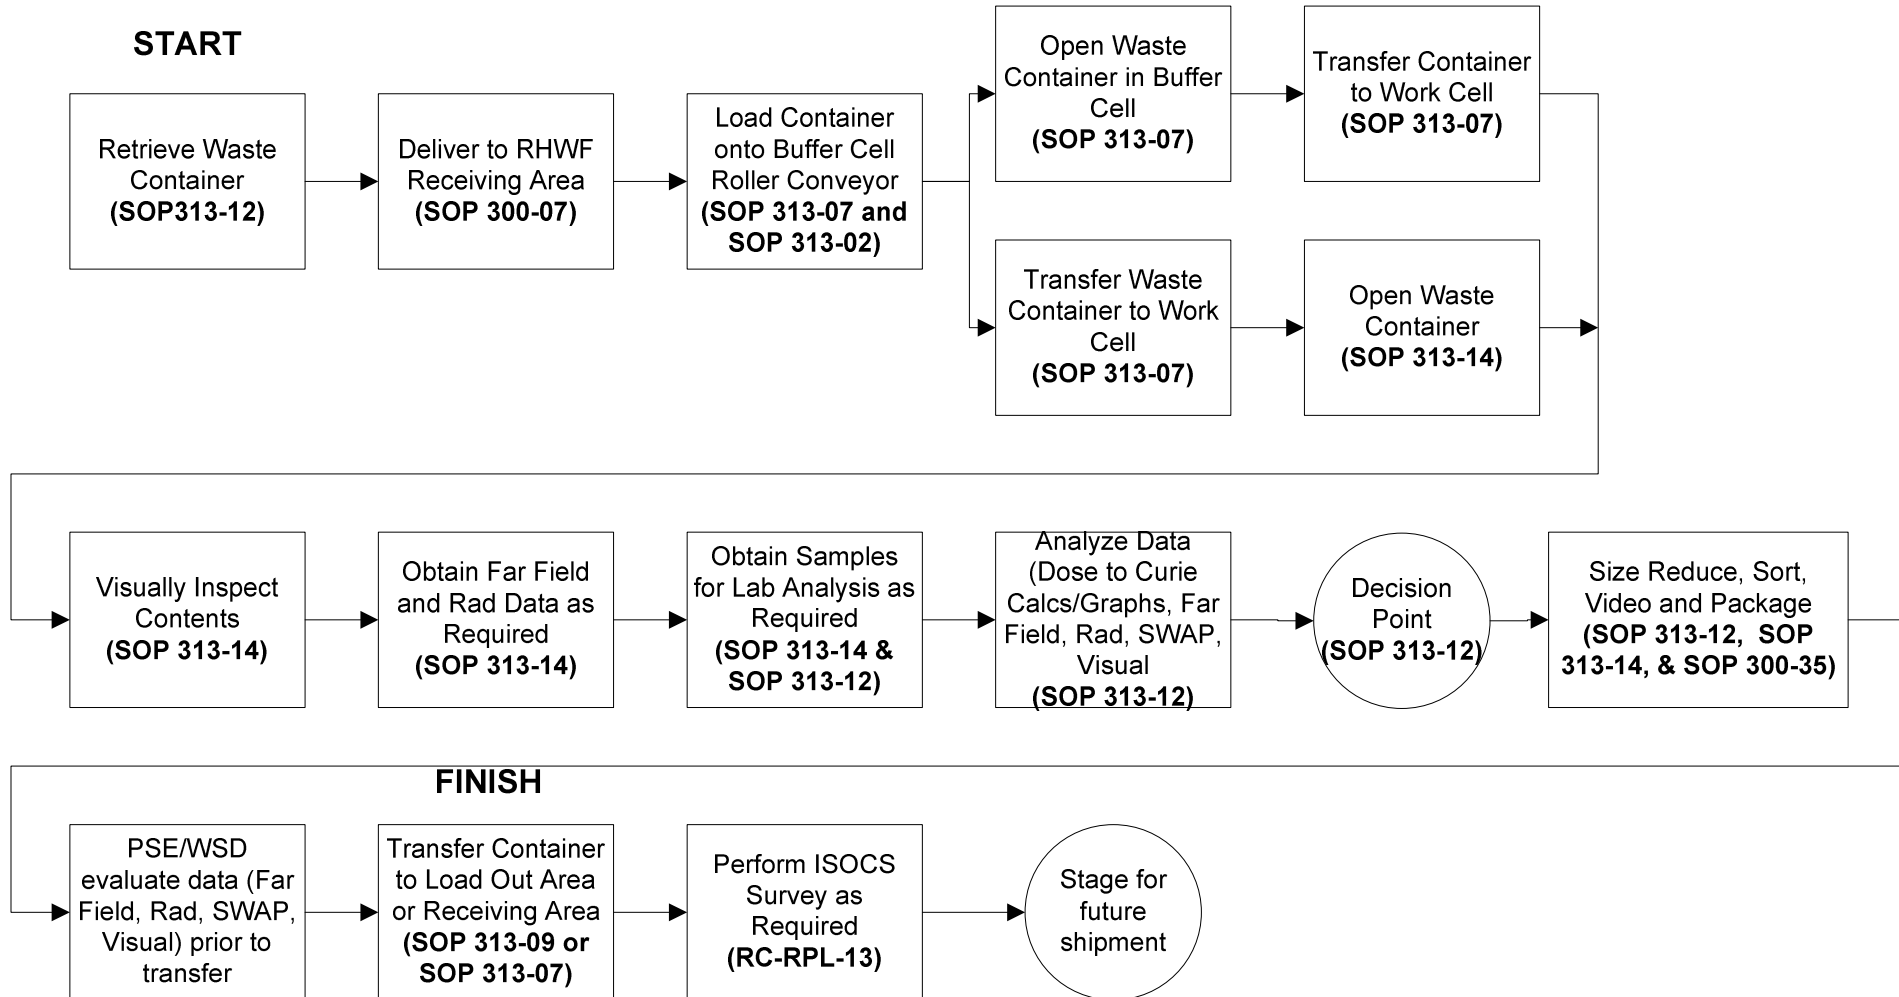 START
Retrieve Waste
Container
(SOP313-12)
Deliver to RHWF
Receiving Area
(SOP 300-07)
Load Container
onto Buffer Cell
Roller Conveyor
(SOP 313-07 and
SOP 313-02)
Open Waste
Container in Buffer
Cell
(SOP 313-07)
Transfer Container
to Work Cell
(SOP 313-07)
Transfer Waste
Container to Work
Cell
(SOP 313-07)
Open Waste
Container
(SOP 313-14)
Visually Inspect
Contents
(SOP 313-14)
Obtain Far Field
and Rad Data as
Required
(SOP 313-14)
Obtain Samples
for Lab Analysis as
Required
(SOP 313-14 &
SOP 313-12)
Analyze Data
(Dose to Curie
Calcs/Graphs, Far
Field, Rad, SWAP,
Visual
(SOP 313-12)
Decision
Point
(SOP 313-12)
Size Reduce, Sort,
Video and Package
(SOP 313-12,  SOP
313-14, & SOP 300-35)
FINISH
PSE/WSD
evaluate data (Far
Field, Rad, SWAP,
Visual) prior to
transfer
Transfer Container
to Load Out Area
or Receiving Area
(SOP 313-09 or
SOP 313-07)
Perform ISOCS
Survey as
Required
(RC-RPL-13)
Stage for
future
shipment